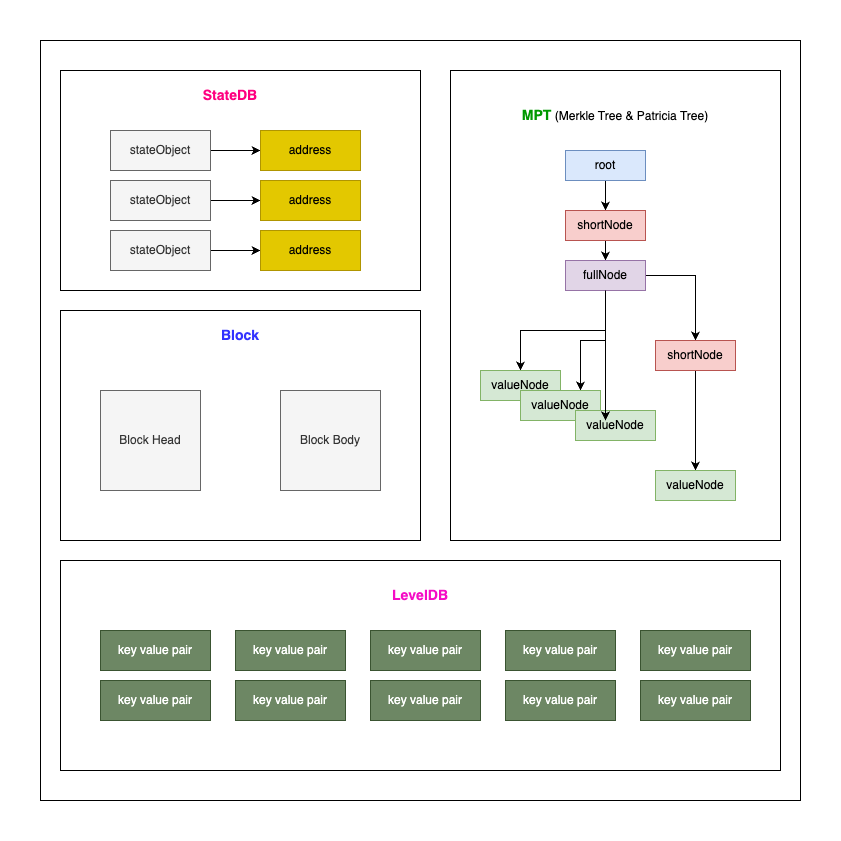 StateDB
stateObject
address
stateObject
address
stateObject
address
Block
Block Head
Block Body
MPT (Merkle Tree & Patricia Tree)
root
shortNode
fullNode
shortNode
valueNode
valueNode
valueNode
valueNode
LevelDB
key value pair
key value pair
key value pair
key value pair
key value pair
key value pair
key value pair
key value pair
key value pair
key value pair